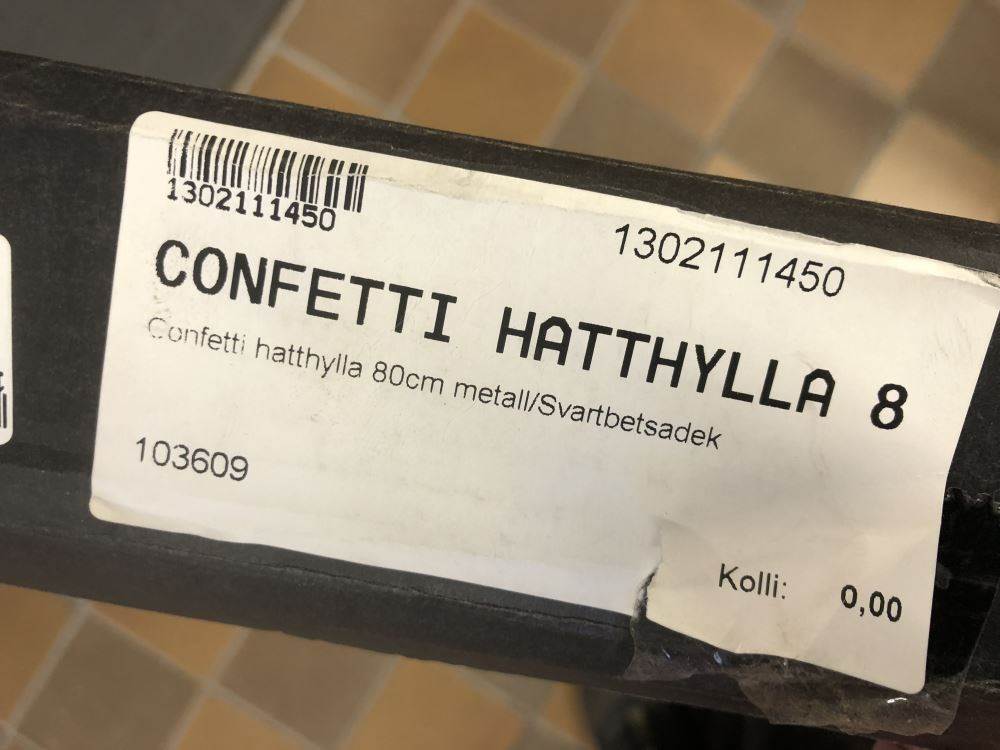 1302111450
1302111450
CONFETTI HATTHYLLA 8
Confetti hatthylla 80cm metall/Svartbetsadek
103609
Kolli: 0,00